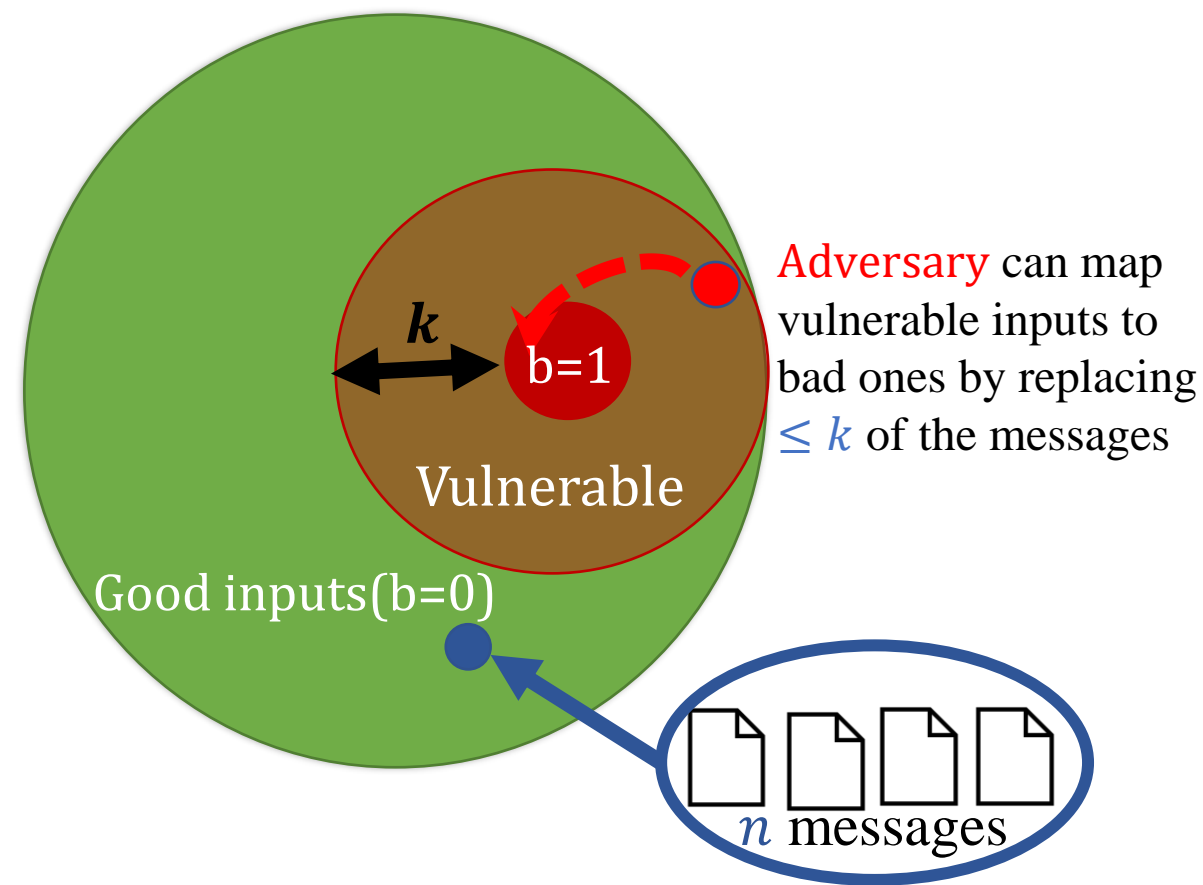 Adversary can map
vulnerable inputs to
bad ones by replacing
≤ k of the messages
k
b=1
Vulnerable
Good inputs(b=0)
n messages